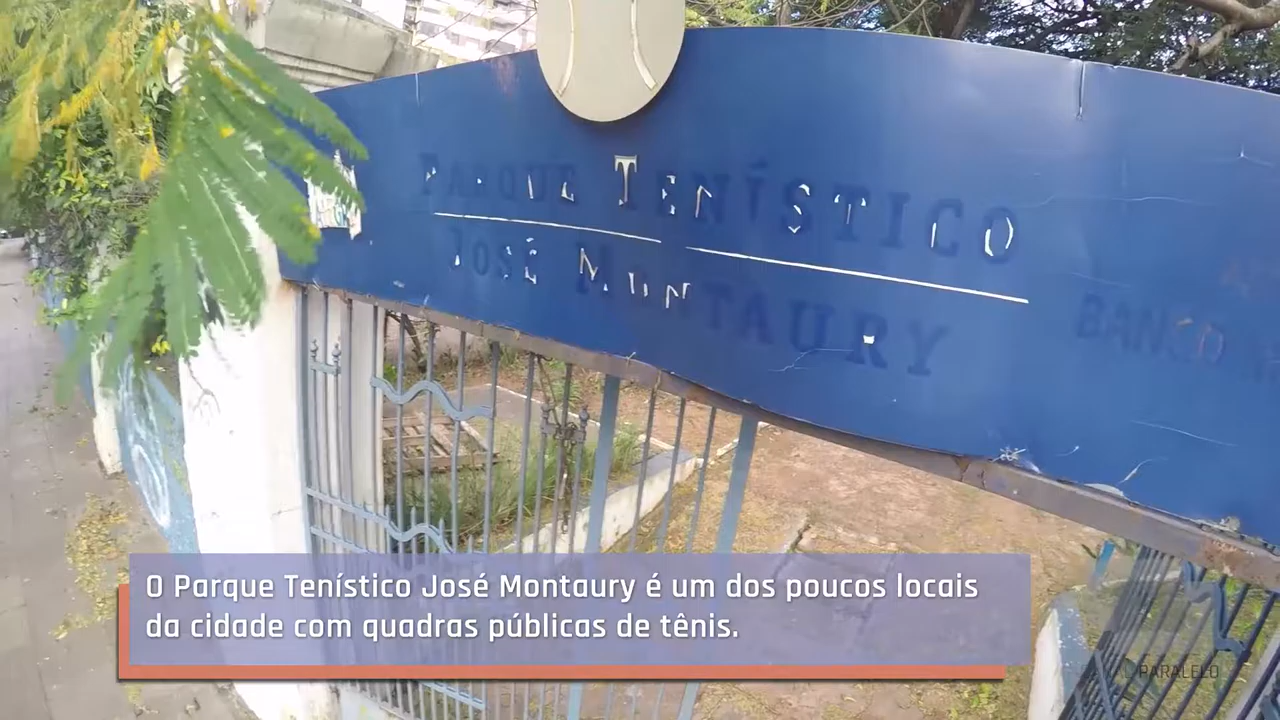 PARQUE TENÍSTICO
JOSÉ MONTAURY
BANCO
O Parque Tenístico José Montaury é um dos poucos locais
da cidade com quadras públicas de tênis.
PARALELO